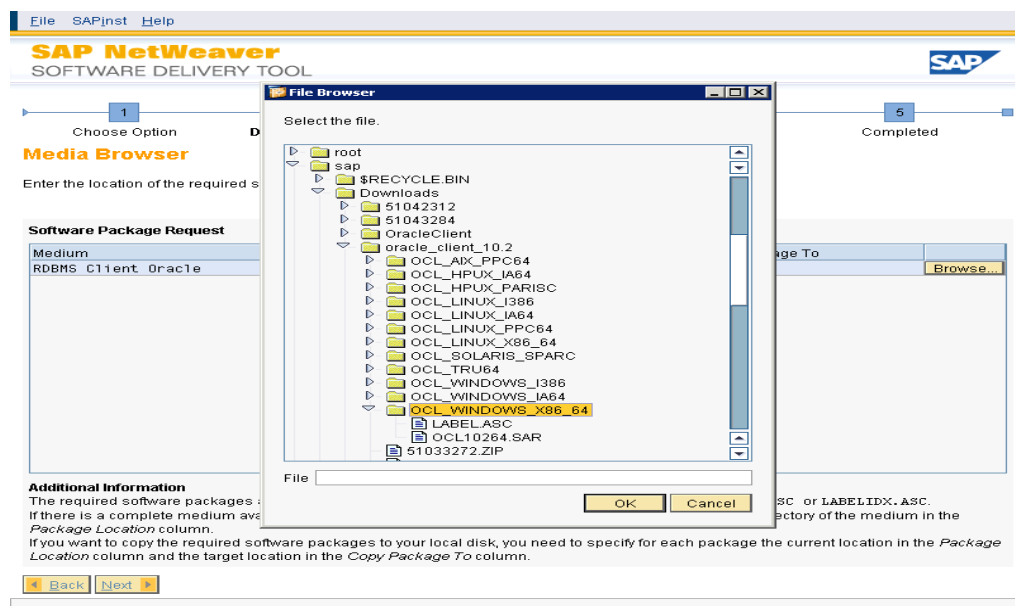 File SAPinst Help
SAP NetWeaver
SOFTWARE DELIVERY TOOL
SAP
File Browser
1
5
Choose Option
D
Completed
Media Browser
Enter the location of the required s
Select the file.
root
sap
$RECYCLE.BIN
Downloads
51042312
51043284
OracleClient
oracle_client_10.2
OCL_AIX_PPC64
OCL_HPUX_IA64
OCL_HPUX_PARISC
OCL_LINUX_I386
OCL_LINUX_IA64
OCL_LINUX_PPC64
OCL_LINUX_X86_64
OCL_SOLARIS_SPARC
OCL_TRU64
OCL_WINDOWS_I386
OCL_WINDOWS_IA64
OCL_WINDOWS_X86_64
LABEL.ASC
OCL10264.SAR
51033272.ZIP
File
OK Cancel
Software Package Request
Medium
age To
RDBMS Client Oracle
Browse...
Additional Information
The required software packages a
SC or LABELIDX.ASC.
If there is a complete medium ava
ectory of the medium in the
Package Location column.
If you want to copy the required software packages to your local disk, you need to specify for each package the current location in the Package
Location column and the target location in the Copy Package To column.
Back Next